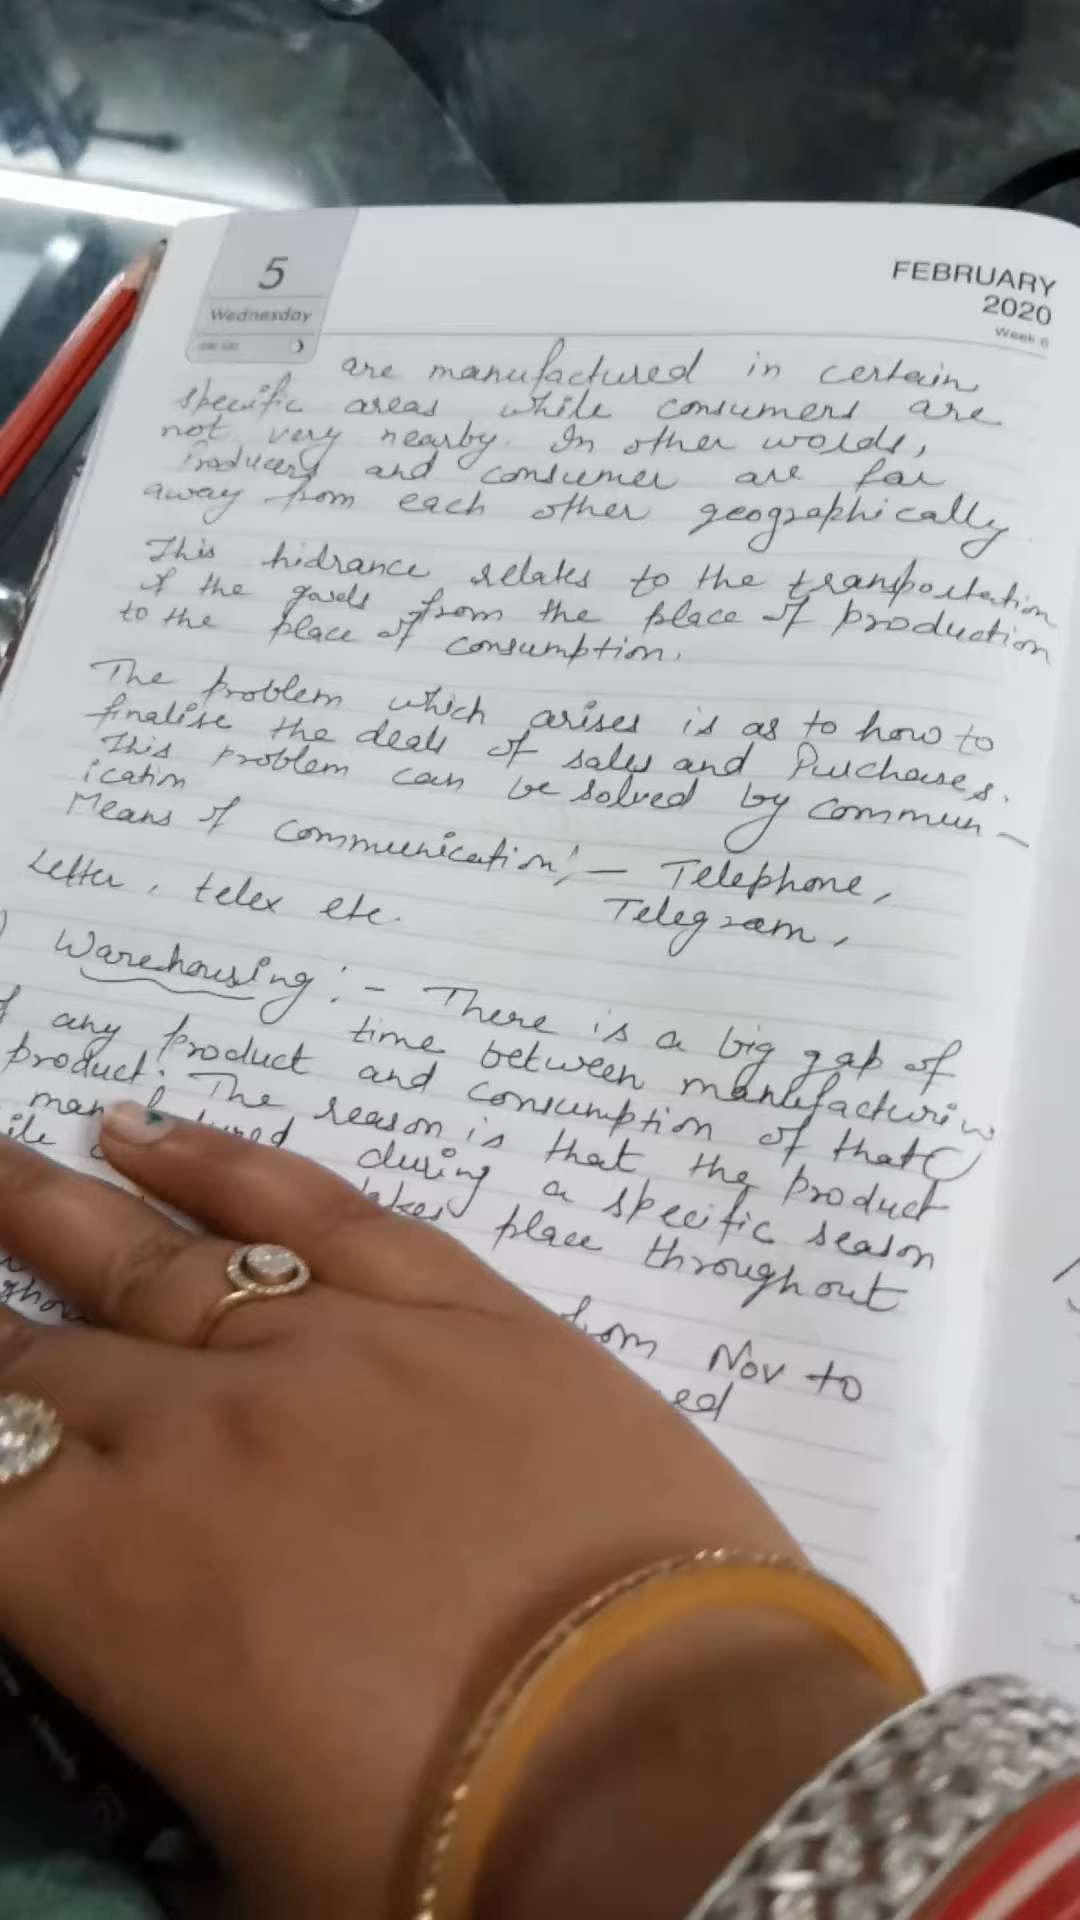 5
Wednesday
FEBRUARY
2020
Week 6
are manufactured in certain
specific areas while consumers are
not very nearby. In other words,
Producers and consumer are far
away from each other geographically
This hidrance relates to the transportation
of the goods from the place of production
to the place of consumption.
The problem which arises is as to how to
finalise the deals of sales and Purchases.
This problem can be solved by commun-
ication
Means of communication:- Telephone,
Telegram,
Letter, telex etc.
) Warehousing:- There is a big gap of
time between manufacturing
of any product and consumption of that
product. The reason is that the product
during a specific season
place throughout
from Nov to